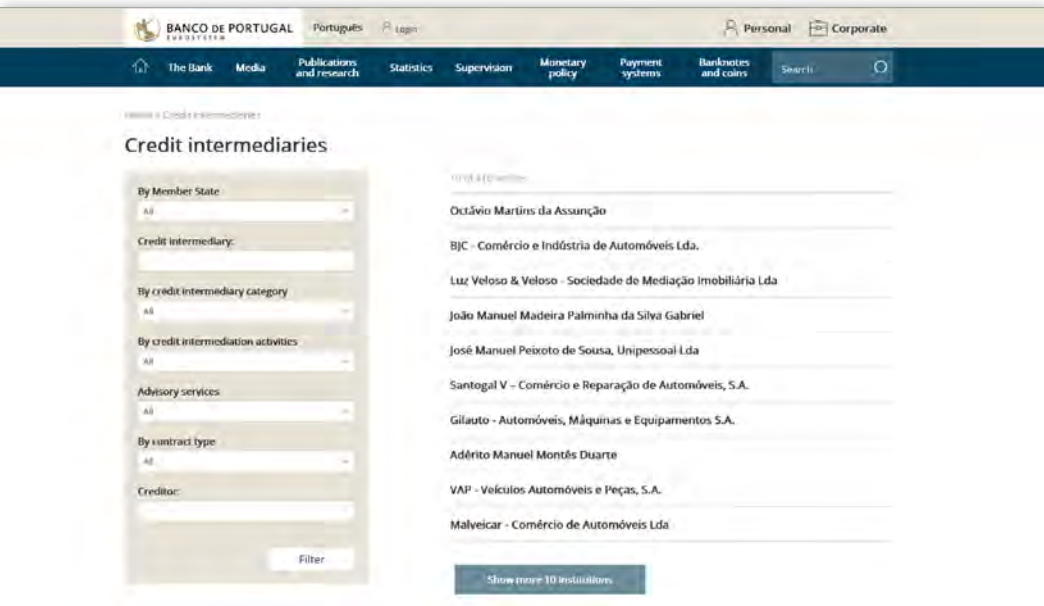 BANCO DE PORTUGAL
EUROSYSTEM
Português
Login
Personal
Corporate
The Bank
Media
Publications and research
Statistics
Supervision
Monetary policy
Payment systems
Banknotes and coins
Search
Home > Credit intermediaries
Credit intermediaries
By Member State
All
Credit intermediary:
By credit intermediary category
All
By credit intermediation activities
All
Advisory services
All
By contract type
All
Creditor:
Filter
Octávio Martins da Assunção
BJC - Comércio e Indústria de Automóveis Lda.
Luz Veloso & Veloso - Sociedade de Mediação Imobiliária Lda
João Manuel Madeira Palminha da Silva Gabriel
José Manuel Peixoto de Sousa, Unipessoal Lda
Santogal V – Comércio e Reparação de Automóveis, S.A.
Gilauto - Automóveis, Máquinas e Equipamentos S.A.
Adérito Manuel Montês Duarte
VAP - Veículos Automóveis e Peças, S.A.
Malveicar - Comércio de Automóveis Lda
Show more 10 institutions